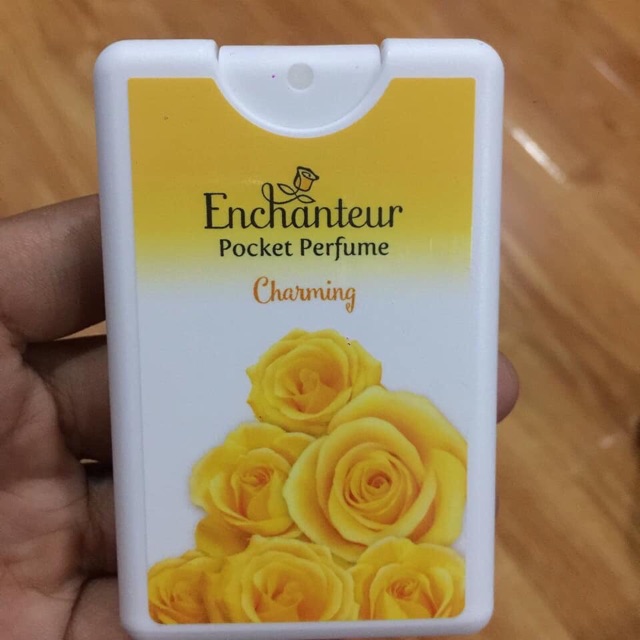 Enchanteur
Pocket Perfume
Charming